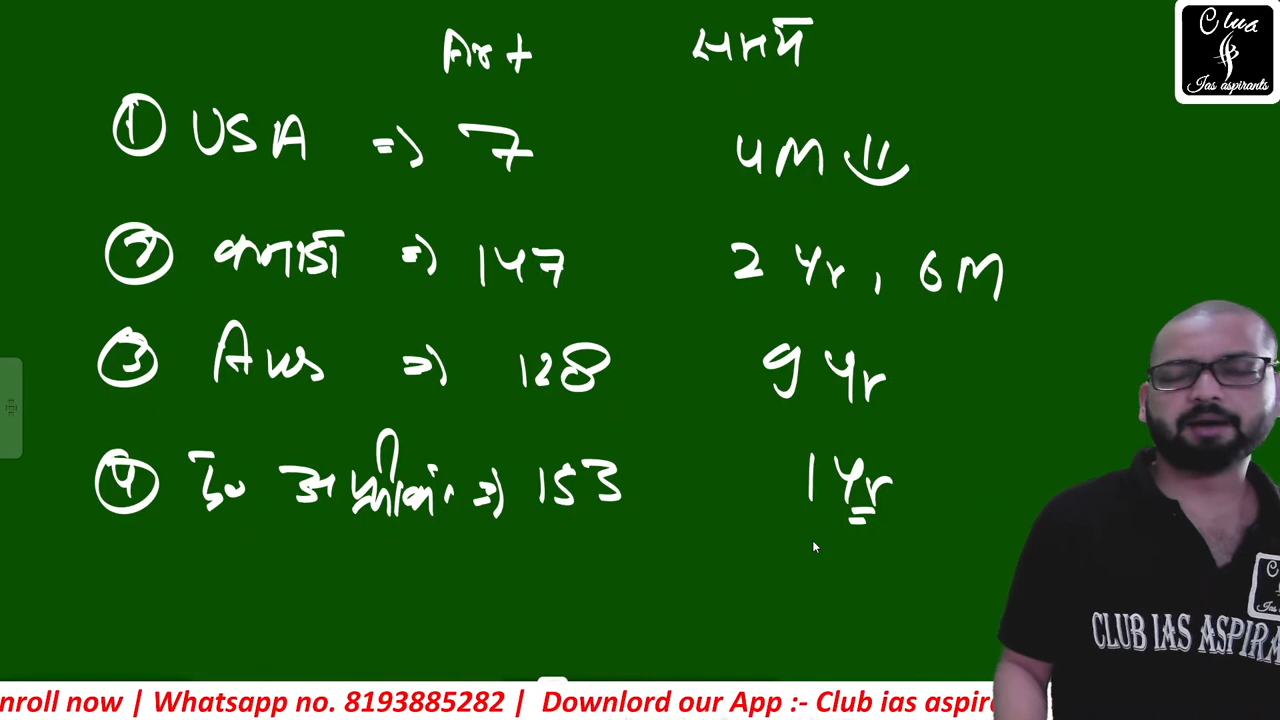 Art समय
① USA ⇒ 7 4M
② कनाडा ⇒ 147 2 Yr, 6M
③ Aus ⇒ 128 9 Yr
④ द० अफ्रीका ⇒ 153 1 Yr
Club
Ias aspirants
CLUB IAS ASPIRA
nroll now | Whatsapp no. 8193885282 | Downlord our App :- Club ias aspira